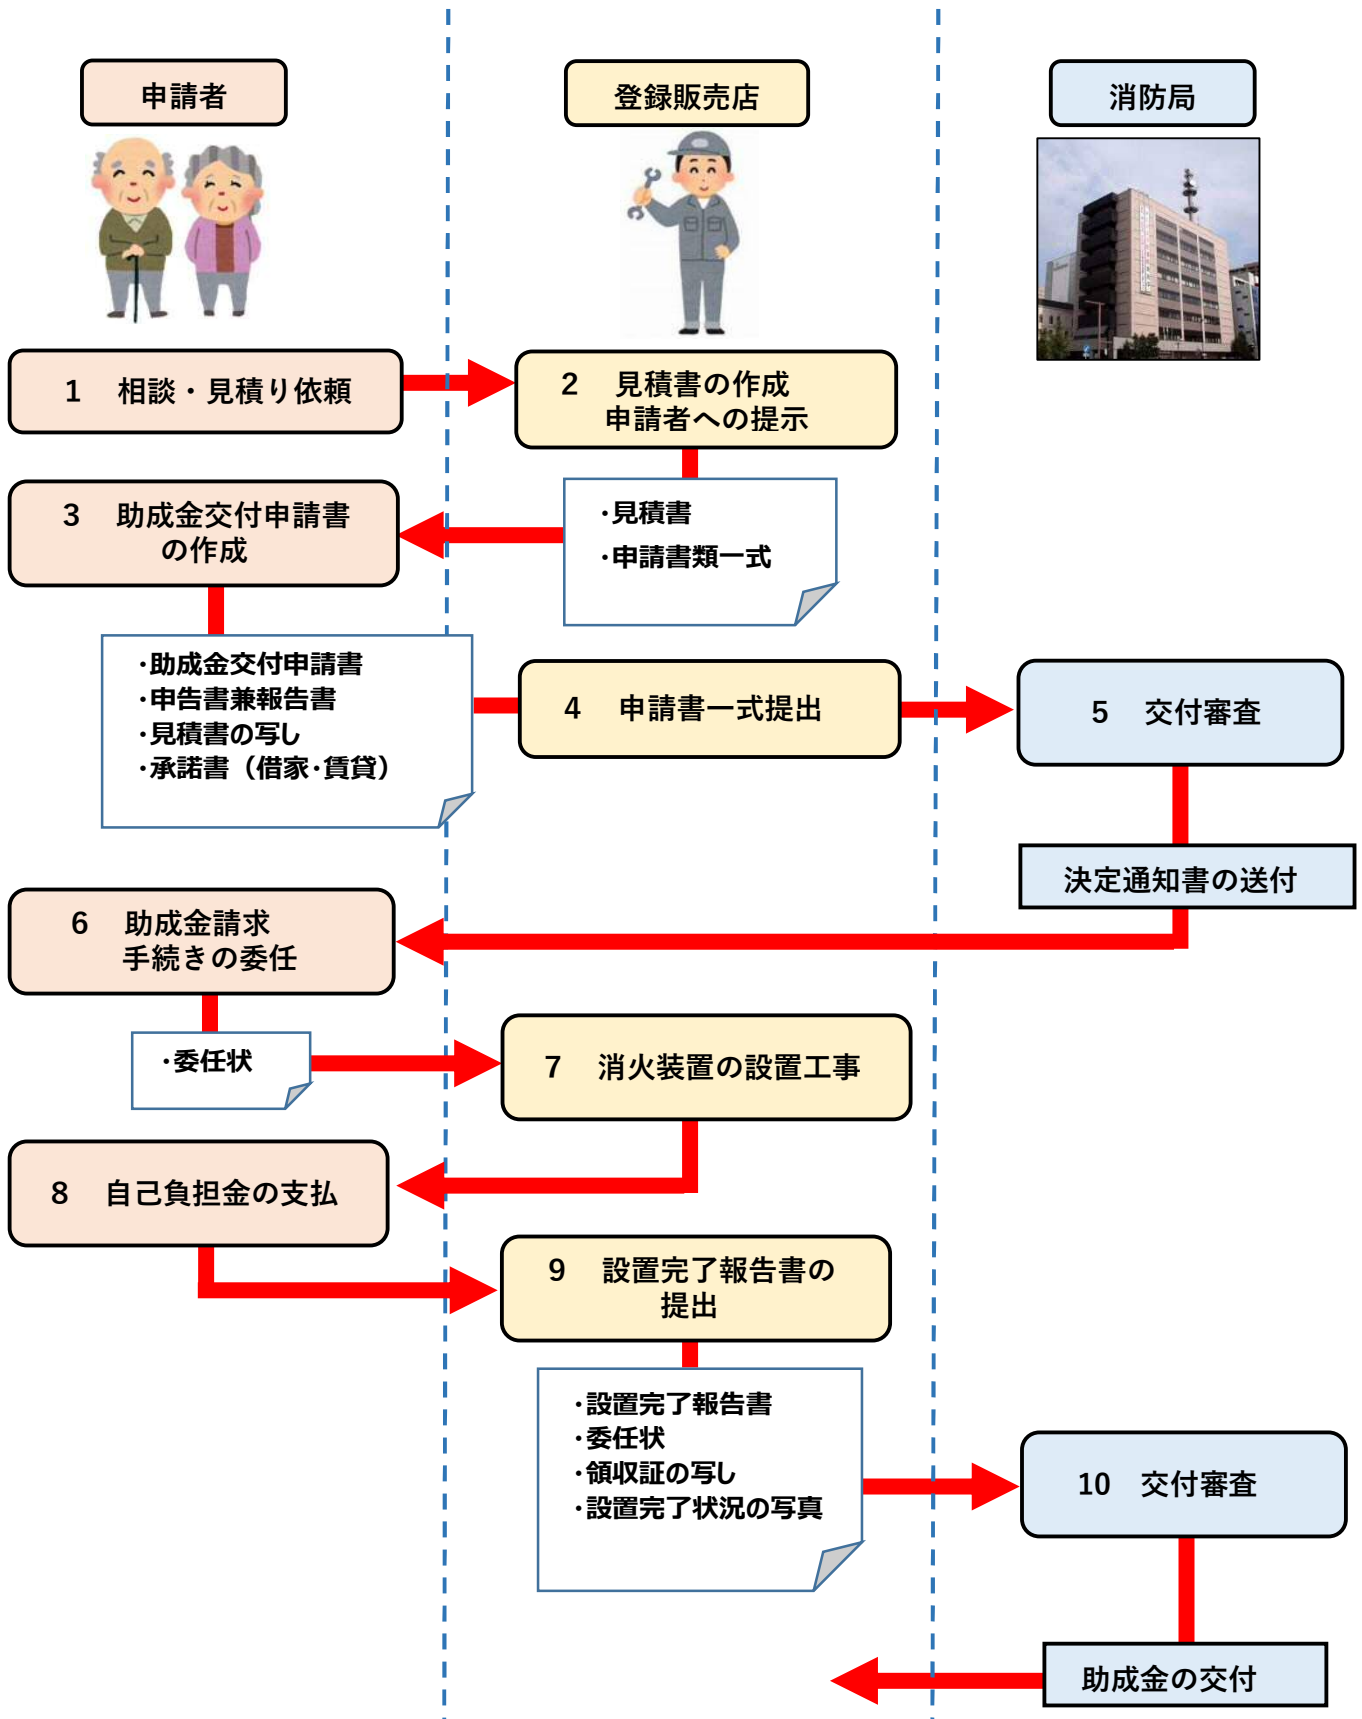 申請者
登録販売店
消防局
1　相談・見積り依頼
2　見積書の作成
申請者への提示
・見積書
・申請書類一式
3　助成金交付申請書
の作成
・助成金交付申請書
・申告書兼報告書
・見積書の写し
・承諾書（借家・賃貸）
4　申請書一式提出
5　交付審査
決定通知書の送付
6　助成金請求
手続きの委任
・委任状
7　消火装置の設置工事
8　自己負担金の支払
9　設置完了報告書の
提出
・設置完了報告書
・委任状
・領収証の写し
・設置完了状況の写真
10　交付審査
助成金の交付